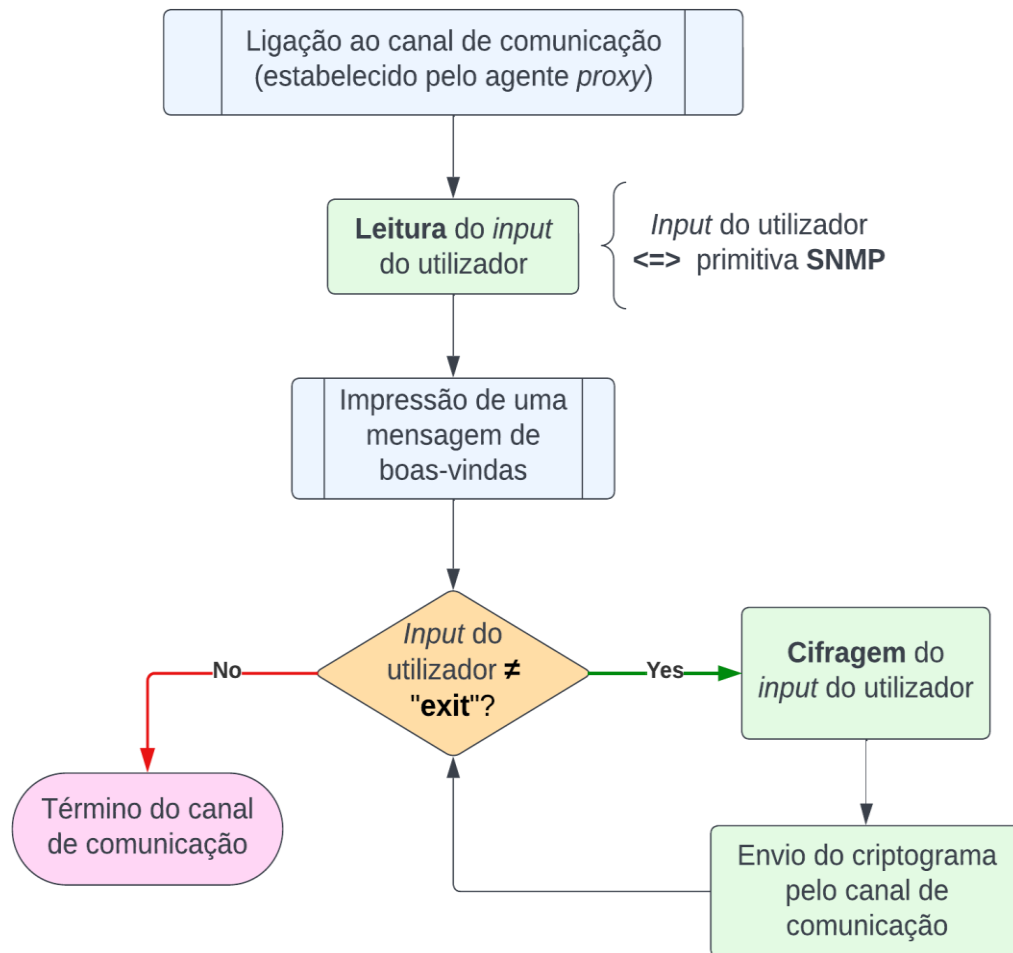 Ligação ao canal de comunicação
(estabelecido pelo agente proxy)
Leitura do input
do utilizador
Input do utilizador
<=> primitiva SNMP
Impressão de uma
mensagem de
boas-vindas
Input do
utilizador ≠
"exit"?
No
Yes
Cifragem do
input do utilizador
Término do canal
de comunicação
Envio do criptograma
pelo canal de
comunicação